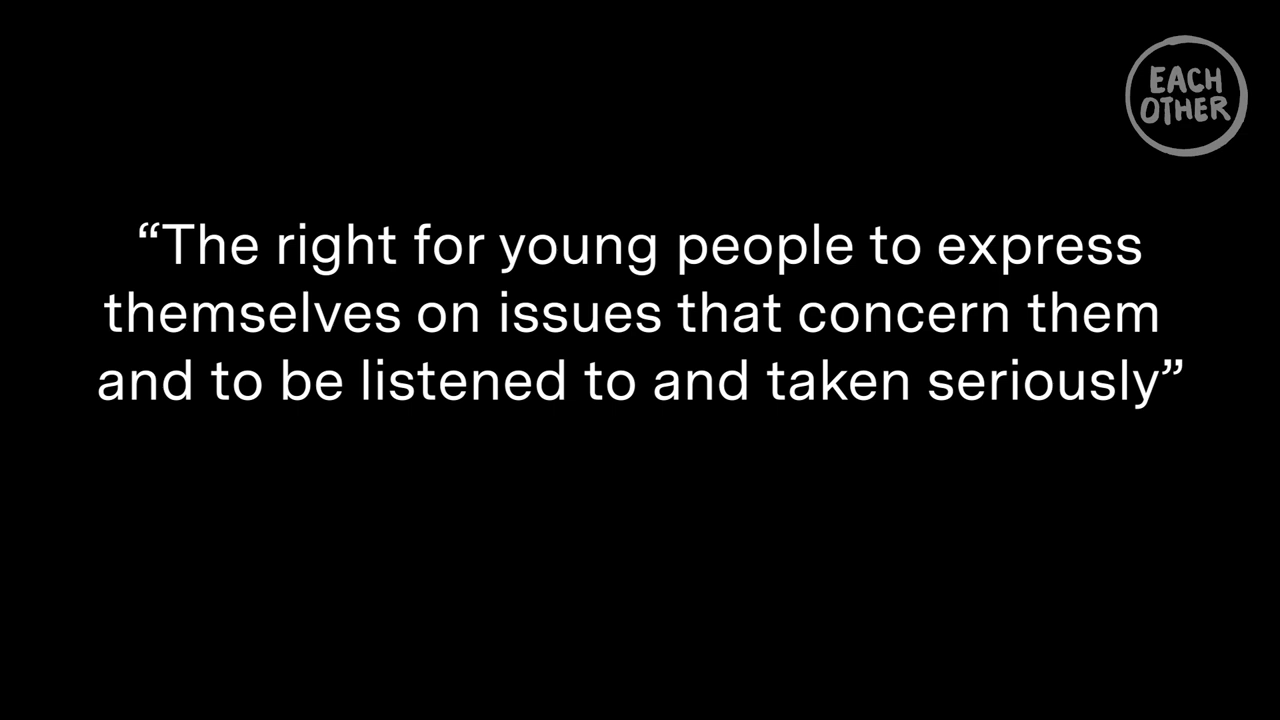 EACH
OTHER
“The right for young people to express
themselves on issues that concern them
and to be listened to and taken seriously”